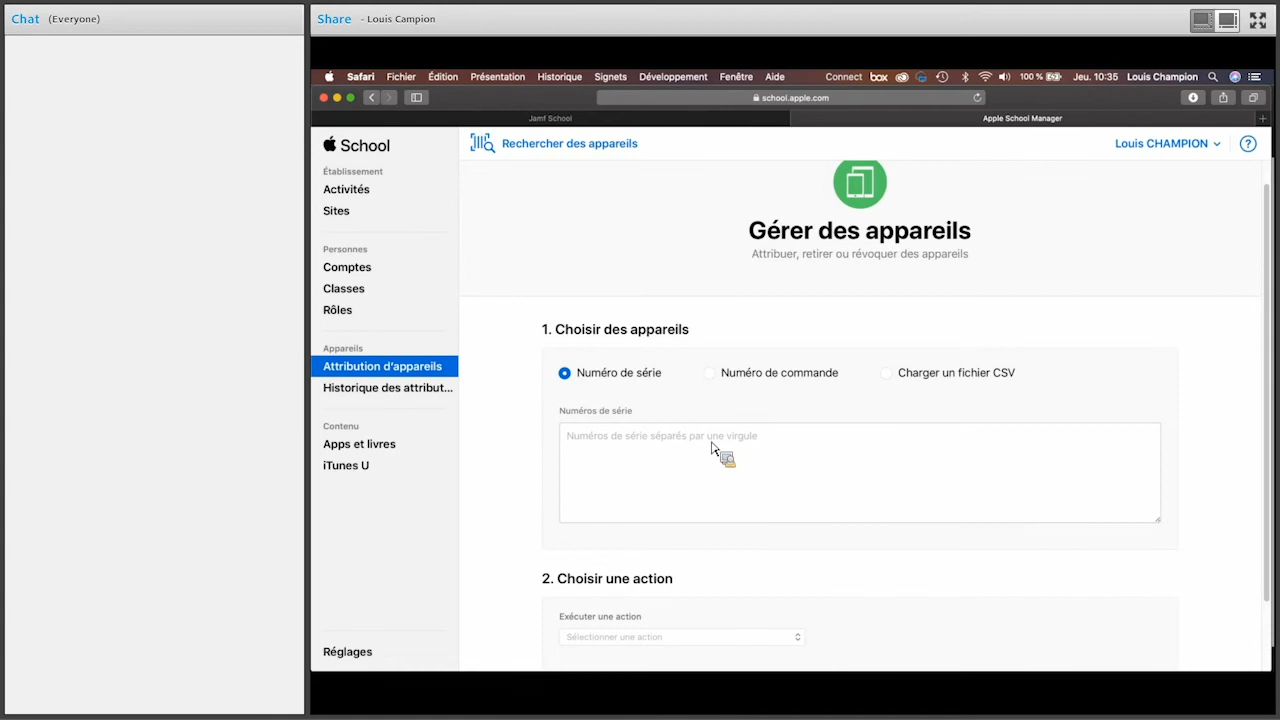 Chat (Everyone)
Share - Louis Campion
Safari Fichier Édition Présentation Historique Signets Développement Fenêtre Aide Connect box 100 % Jeu. 10:35 Louis Champion
school.apple.com
Jamf School Apple School Manager
School
Rechercher des appareils
Louis CHAMPION
?
Établissement
Activités
Sites
Personnes
Comptes
Classes
Rôles
Appareils
Attribution d'appareils
Historique des attribut...
Contenu
Apps et livres
iTunes U
Réglages
Gérer des appareils
Attribuer, retirer ou révoquer des appareils
1. Choisir des appareils
Numéro de série Numéro de commande Charger un fichier CSV
Numéros de série
Numéros de série séparés par une virgule
2. Choisir une action
Exécuter une action
Sélectionner une action